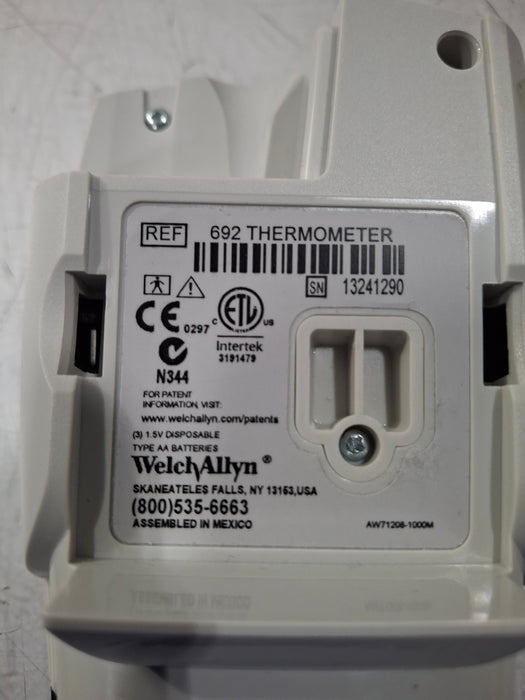 REF 692 THERMOMETER
SN 13241290
CE 0297
C ETL US
Intertek
3191479
N344
FOR PATENT
INFORMATION, VISIT:
www.welchallyn.com/patents
(3) 1.5V DISPOSABLE
TYPE AA BATTERIES
WelchAllyn®
SKANEATELES FALLS, NY 13153,USA
(800)535-6663
ASSEMBLED IN MEXICO
AW71208-1000M